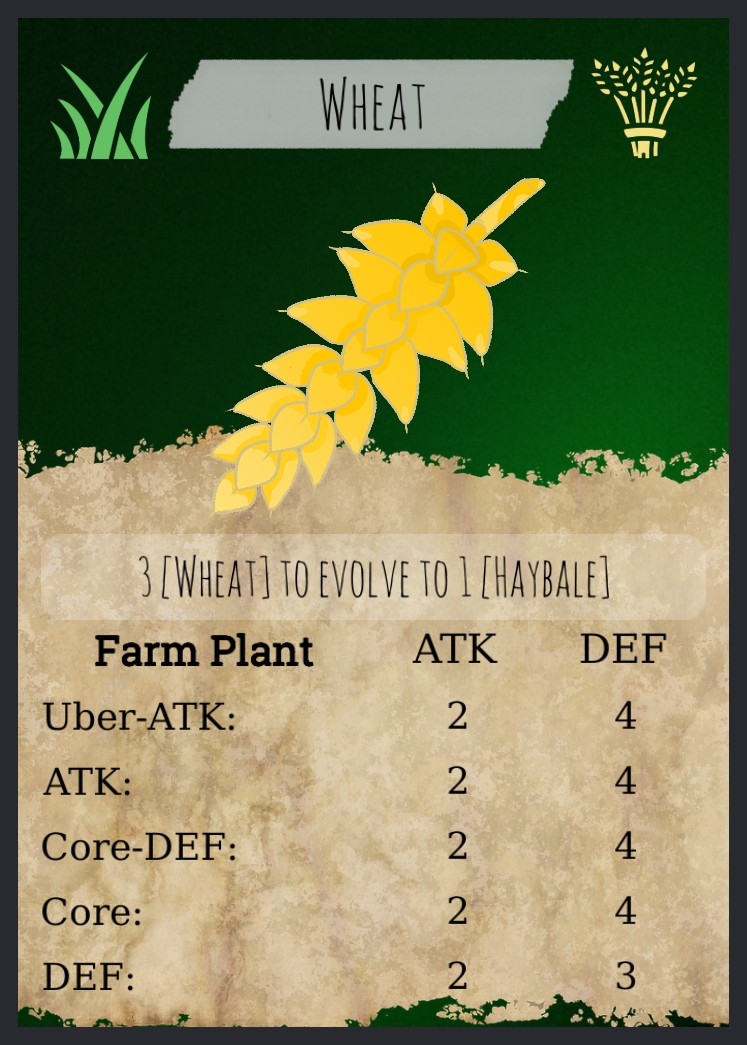 Wheat
3 [Wheat] to evolve to 1 [Haybale]
Farm Plant ATK DEF
Uber-ATK: 2 4
ATK: 2 4
Core-DEF: 2 4
Core: 2 4
DEF: 2 3